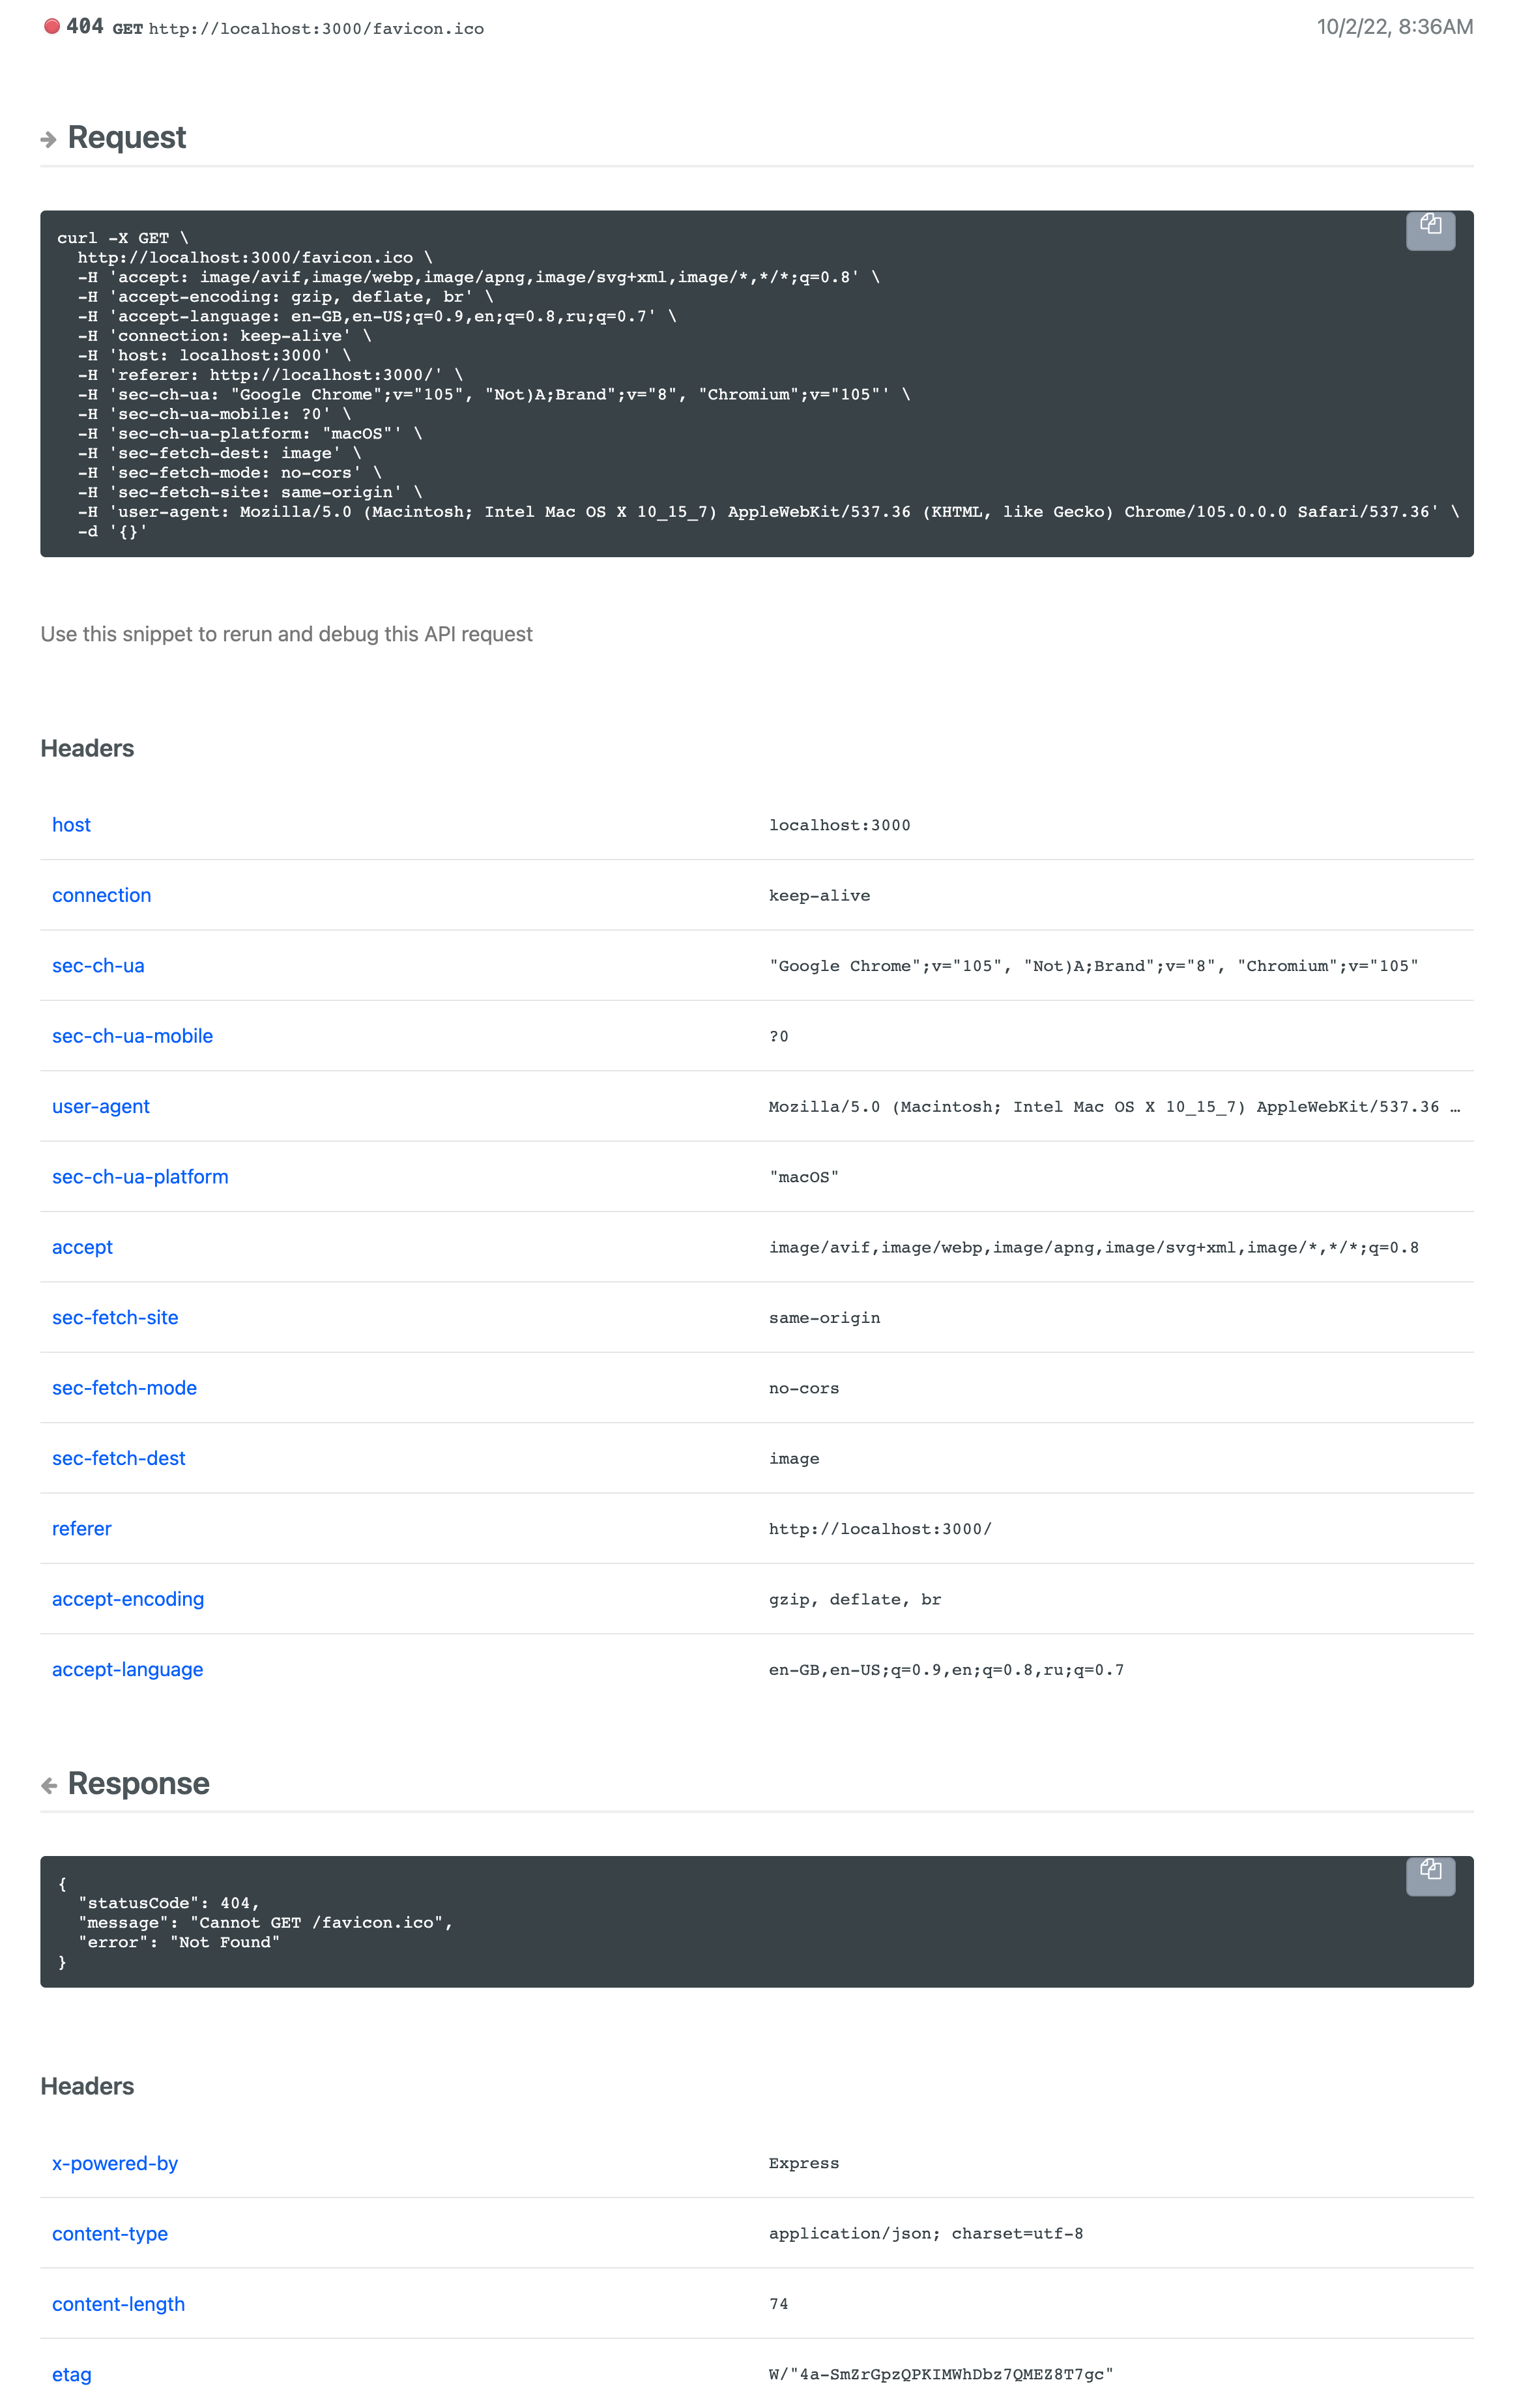 404 GET http://localhost:3000/favicon.ico 10/2/22, 8:36AM
Request
curl -X GET \
  http://localhost:3000/favicon.ico \
  -H 'accept: image/avif,image/webp,image/apng,image/svg+xml,image/*,*/*;q=0.8' \
  -H 'accept-encoding: gzip, deflate, br' \
  -H 'accept-language: en-GB,en-US;q=0.9,en;q=0.8,ru;q=0.7' \
  -H 'connection: keep-alive' \
  -H 'host: localhost:3000' \
  -H 'referer: http://localhost:3000/' \
  -H 'sec-ch-ua: "Google Chrome";v="105", "Not)A;Brand";v="8", "Chromium";v="105"' \
  -H 'sec-ch-ua-mobile: ?0' \
  -H 'sec-ch-ua-platform: "macOS"' \
  -H 'sec-fetch-dest: image' \
  -H 'sec-fetch-mode: no-cors' \
  -H 'sec-fetch-site: same-origin' \
  -H 'user-agent: Mozilla/5.0 (Macintosh; Intel Mac OS X 10_15_7) AppleWebKit/537.36 (KHTML, like Gecko) Chrome/105.0.0.0 Safari/537.36' \
  -d '{}'
Use this snippet to rerun and debug this API request
Headers
host localhost:3000
connection keep-alive
sec-ch-ua "Google Chrome";v="105", "Not)A;Brand";v="8", "Chromium";v="105"
sec-ch-ua-mobile ?0
user-agent Mozilla/5.0 (Macintosh; Intel Mac OS X 10_15_7) AppleWebKit/537.36 …
sec-ch-ua-platform "macOS"
accept image/avif,image/webp,image/apng,image/svg+xml,image/*,*/*;q=0.8
sec-fetch-site same-origin
sec-fetch-mode no-cors
sec-fetch-dest image
referer http://localhost:3000/
accept-encoding gzip, deflate, br
accept-language en-GB,en-US;q=0.9,en;q=0.8,ru;q=0.7
Response
{
  "statusCode": 404,
  "message": "Cannot GET /favicon.ico",
  "error": "Not Found"
}
Headers
x-powered-by Express
content-type application/json; charset=utf-8
content-length 74
etag W/"4a-SmZrGpzQPKIMWhDbz7QMEZ8T7gc"